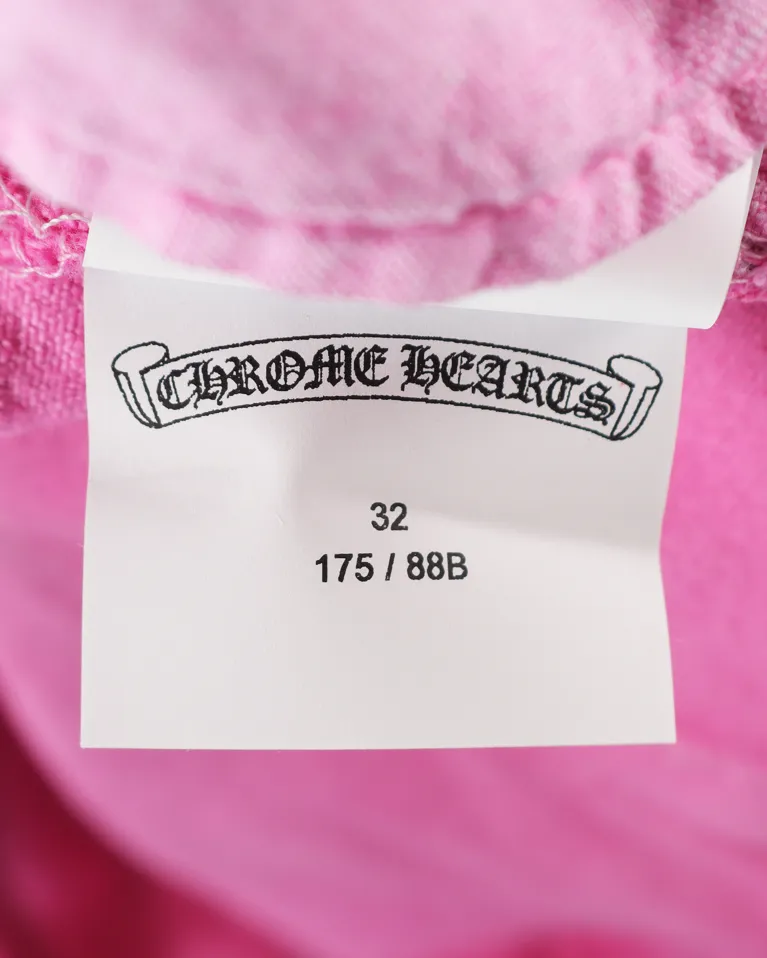 CHROME HEARTS
32
175 / 88B